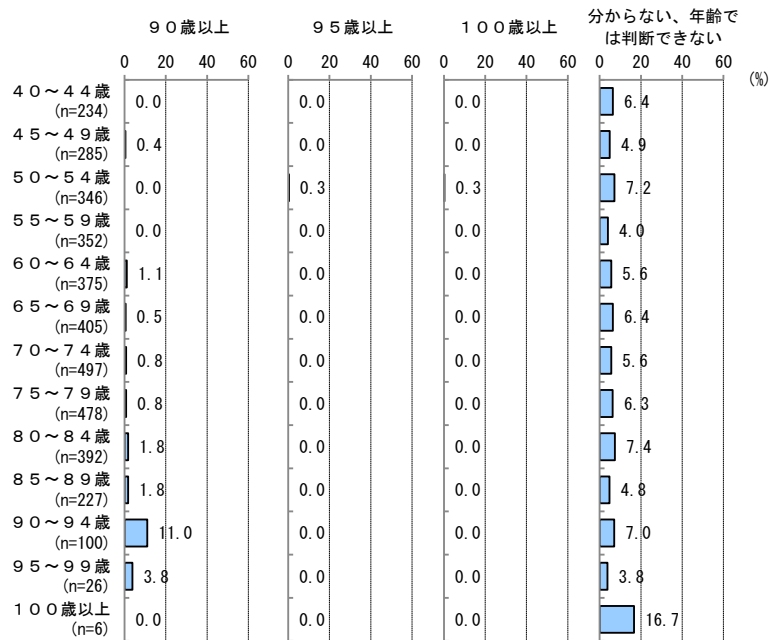 ９０歳以上 ９５歳以上 １００歳以上 分からない、年齢で
は判断できない
0 20 40 60 0 20 40 60 0 20 40 60 0 20 40 60
(%)
４０～４４歳 0.0 0.0 0.0 6.4
(n=234)
４５～４９歳 0.4 0.0 0.0 4.9
(n=285)
５０～５４歳 0.0 0.3 0.3 7.2
(n=346)
５５～５９歳 0.0 0.0 0.0 4.0
(n=352)
６０～６４歳 1.1 0.0 0.0 5.6
(n=375)
６５～６９歳 0.5 0.0 0.0 6.4
(n=405)
７０～７４歳 0.8 0.0 0.0 5.6
(n=497)
７５～７９歳 0.8 0.0 0.0 6.3
(n=478)
８０～８４歳 1.8 0.0 0.0 7.4
(n=392)
８５～８９歳 1.8 0.0 0.0 4.8
(n=227)
９０～９４歳 11.0 0.0 0.0 7.0
(n=100)
９５～９９歳 3.8 0.0 0.0 3.8
(n=26)
１００歳以上 0.0 0.0 0.0 16.7
(n=6)